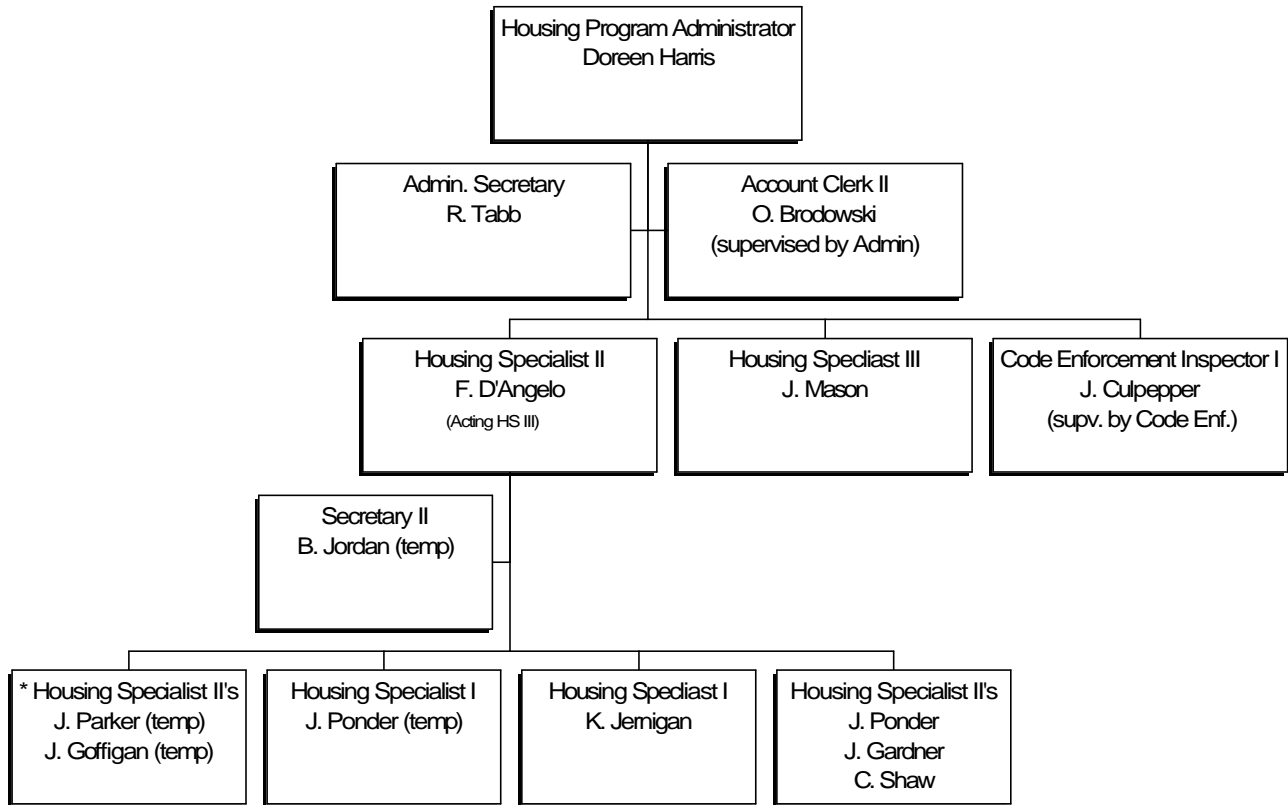 Housing Program Administrator
Doreen Harris
Admin. Secretary
R. Tabb
Account Clerk II
O. Brodowski
(supervised by Admin)
Housing Specialist II
F. D'Angelo
(Acting HS III)
Housing Specliast III
J. Mason
Code Enforcement Inspector I
J. Culpepper
(supv. by Code Enf.)
Secretary II
B. Jordan (temp)
* Housing Specialist II's
J. Parker (temp)
J. Goffigan (temp)
Housing Specialist I
J. Ponder (temp)
Housing Spedliast I
K. Jernigan
Housing Specialist II's
J. Ponder
J. Gardner
C. Shaw